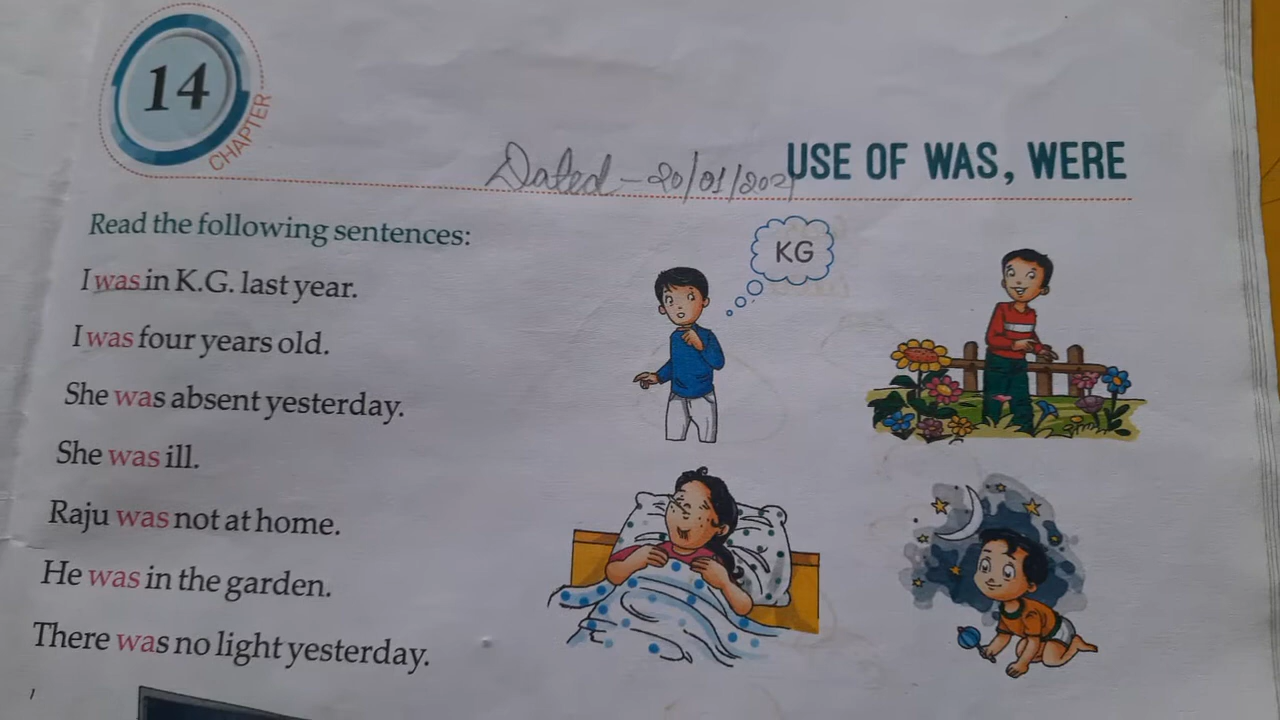 14
CHAPTER
Dated - 20/01/2021
USE OF WAS, WERE
Read the following sentences:
KG
I was in K.G. last year.
I was four years old.
She was absent yesterday.
She was ill.
Raju was not at home.
He was in the garden.
There was no light yesterday.